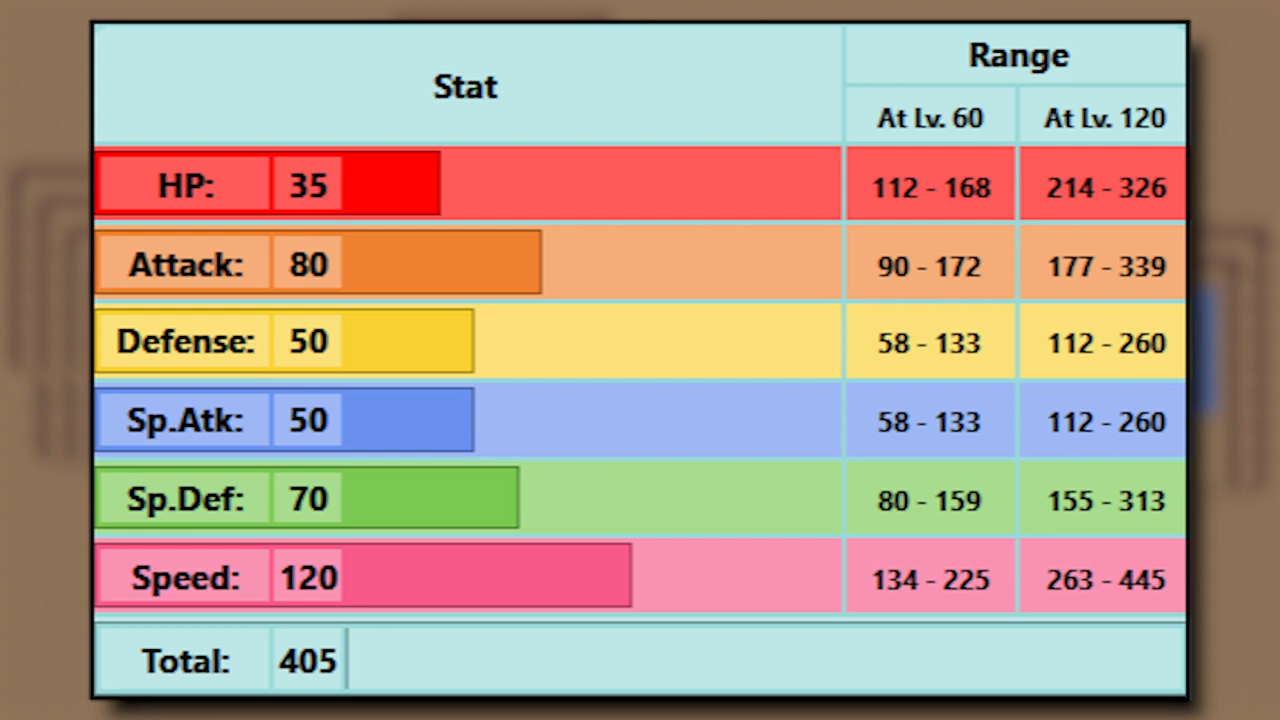 Stat Range
At Lv. 60 At Lv. 120
HP: 35 112 - 168 214 - 326
Attack: 80 90 - 172 177 - 339
Defense: 50 58 - 133 112 - 260
Sp.Atk: 50 58 - 133 112 - 260
Sp.Def: 70 80 - 159 155 - 313
Speed: 120 134 - 225 263 - 445
Total: 405